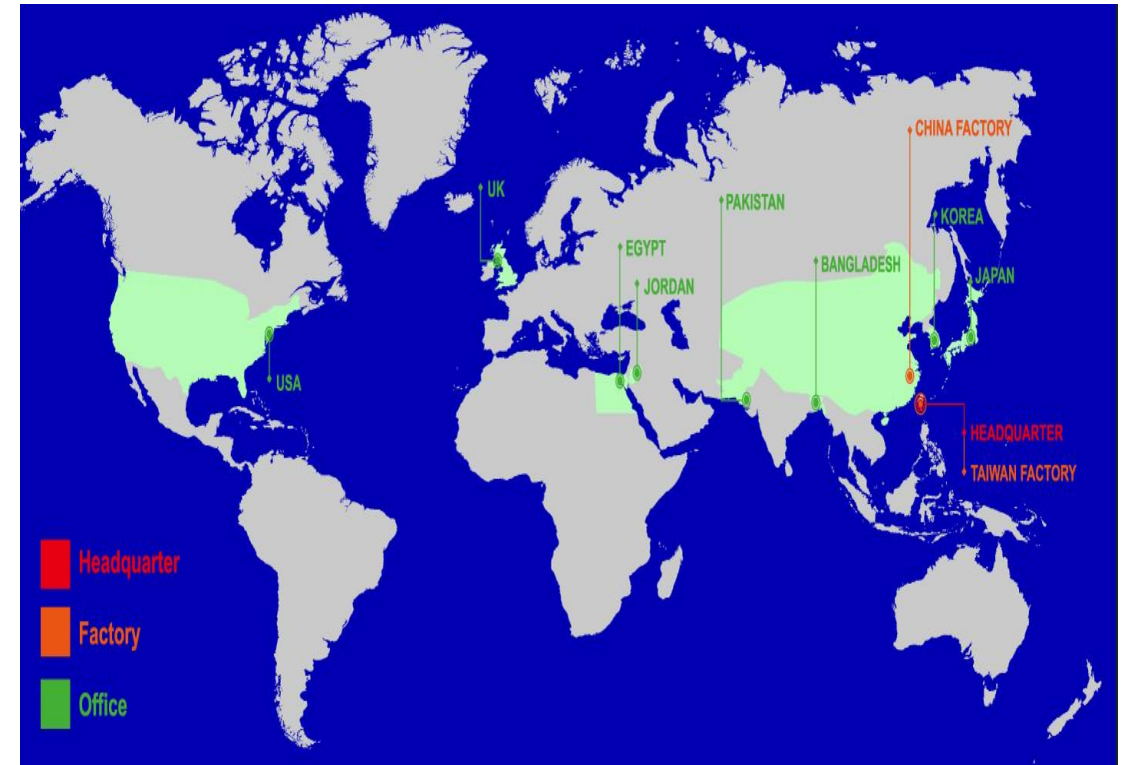 CHINA FACTORY
UK
PAKISTAN
KOREA
EGYPT
BANGLADESH
JORDAN
JAPAN
USA
HEADQUARTER
TAIWAN FACTORY
Headquarter
Factory
Office